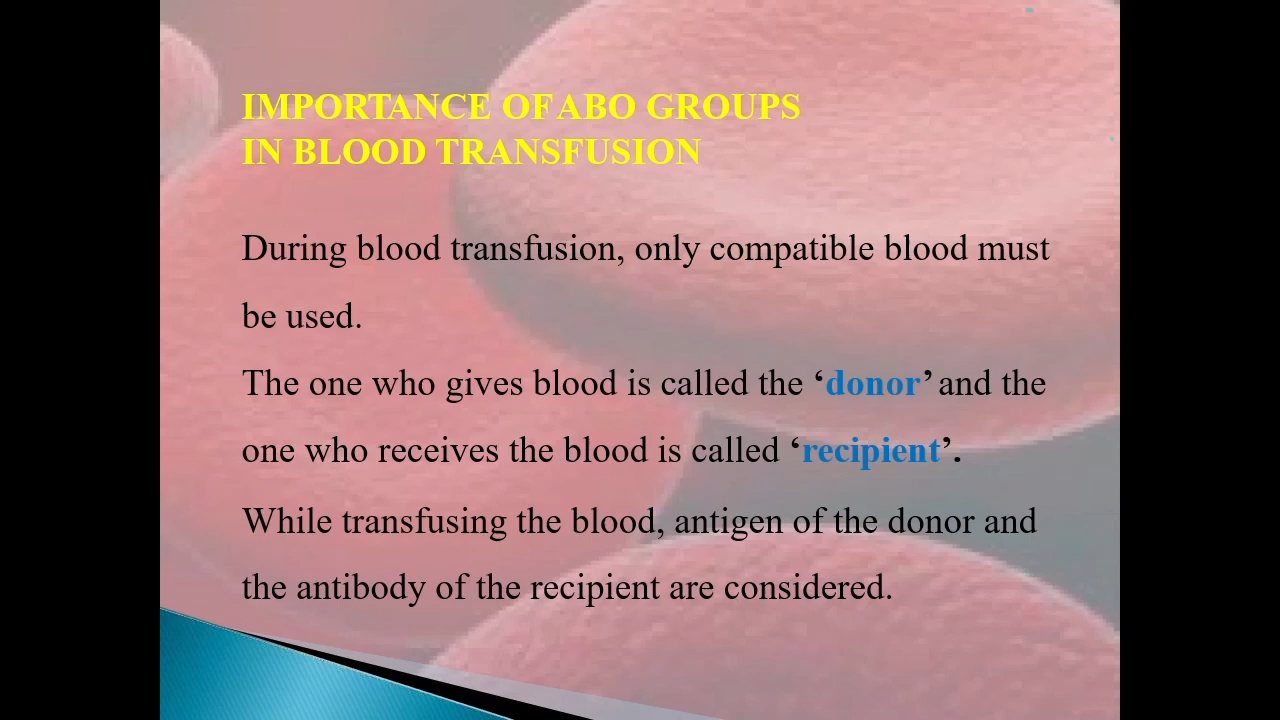 IMPORTANCE OF ABO GROUPS
IN BLOOD TRANSFUSION
During blood transfusion, only compatible blood must
be used.
The one who gives blood is called the ‘donor’ and the
one who receives the blood is called ‘recipient’.
While transfusing the blood, antigen of the donor and
the antibody of the recipient are considered.